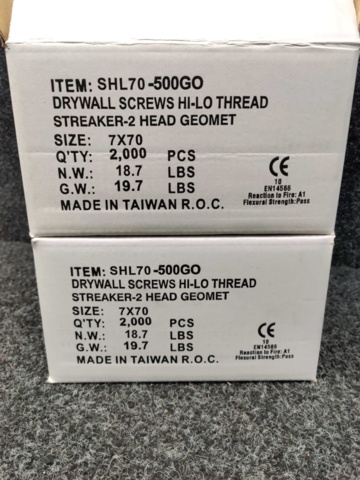 ITEM: SHL70-500GO
DRYWALL SCREWS HI-LO THREAD
STREAKER-2 HEAD GEOMET
SIZE: 7X70
Q'TY: 2,000 PCS
N.W.: 18.7 LBS
G.W.: 19.7 LBS
MADE IN TAIWAN R.O.C.
CE
10
EN14566
Reaction to Fire: A1
Flexural Strength:Pass
ITEM: SHL70-500GO
DRYWALL SCREWS HI-LO THREAD
STREAKER-2 HEAD GEOMET
SIZE: 7X70
Q'TY: 2,000 PCS
N.W.: 18.7 LBS
G.W.: 19.7 LBS
MADE IN TAIWAN R.O.C.
CE
10
EN14566
Reaction to Fire: A1
Flexural Strength:Pass